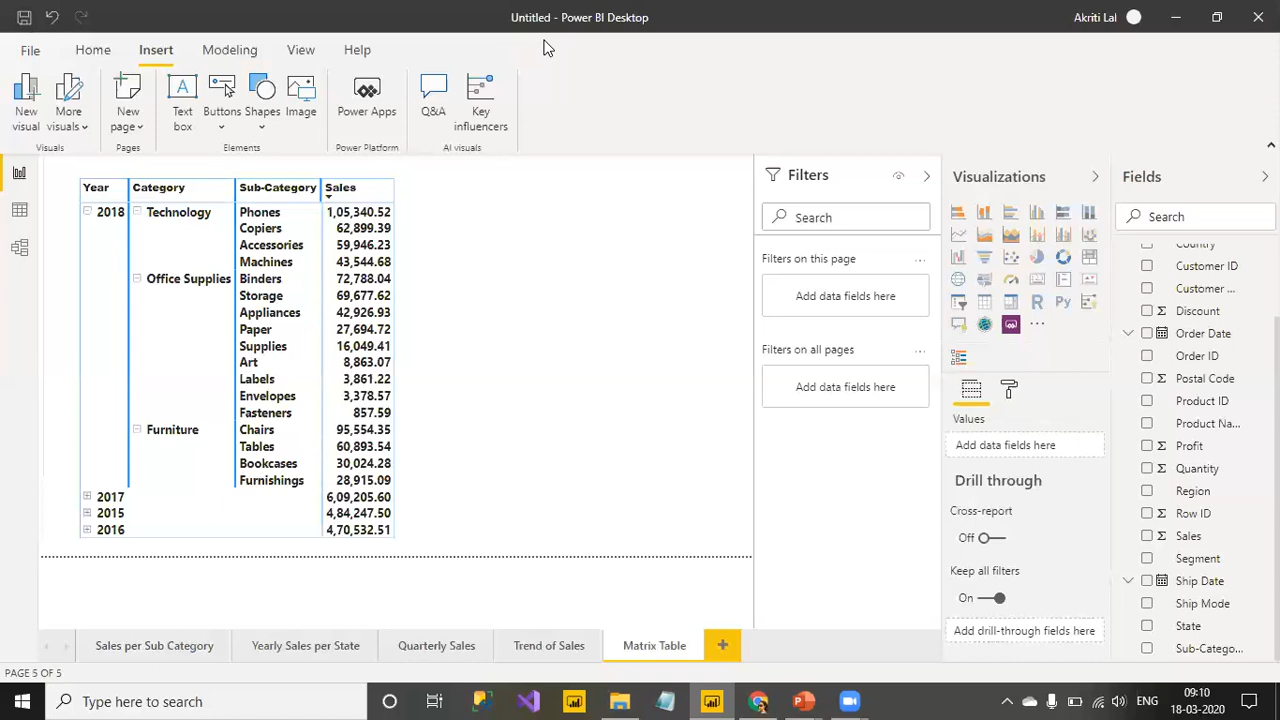 Untitled - Power BI Desktop
Akriti Lal
File Home Insert Modeling View Help
New visual
More visuals
New page
Text box
Buttons
Shapes
Image
Power Apps
Q&A
Key influencers
Visuals Pages Elements Power Platform AI visuals
Year Category Sub-Category Sales
2018 Technology Phones 1,05,340.52
Copiers 62,899.39
Accessories 59,946.23
Machines 43,544.68
Office Supplies Binders 72,788.04
Storage 69,677.62
Appliances 42,926.93
Paper 27,694.72
Supplies 16,049.41
Art 8,863.07
Labels 3,861.22
Envelopes 3,378.57
Fasteners 857.59
Furniture Chairs 95,554.35
Tables 60,893.54
Bookcases 30,024.28
Furnishings 28,915.09
2017 6,09,205.60
2015 4,84,247.50
2016 4,70,532.51
Filters
Search
Filters on this page ...
Add data fields here
Filters on all pages ...
Add data fields here
Visualizations
R Py
...
Values
Add data fields here
Drill through
Cross-report
Off
Keep all filters
On
Add drill-through fields here
Fields
Search
Country
Customer ID
Customer ...
Σ Discount
Order Date
Order ID
Σ Postal Code
Product ID
Product Na...
Σ Profit
Σ Quantity
Region
Σ Row ID
Σ Sales
Segment
Ship Date
Ship Mode
State
Sub-Catego...
Sales per Sub Category Yearly Sales per State Quarterly Sales Trend of Sales Matrix Table
PAGE 5 OF 5
Type here to search
ENG
09:10
18-03-2020